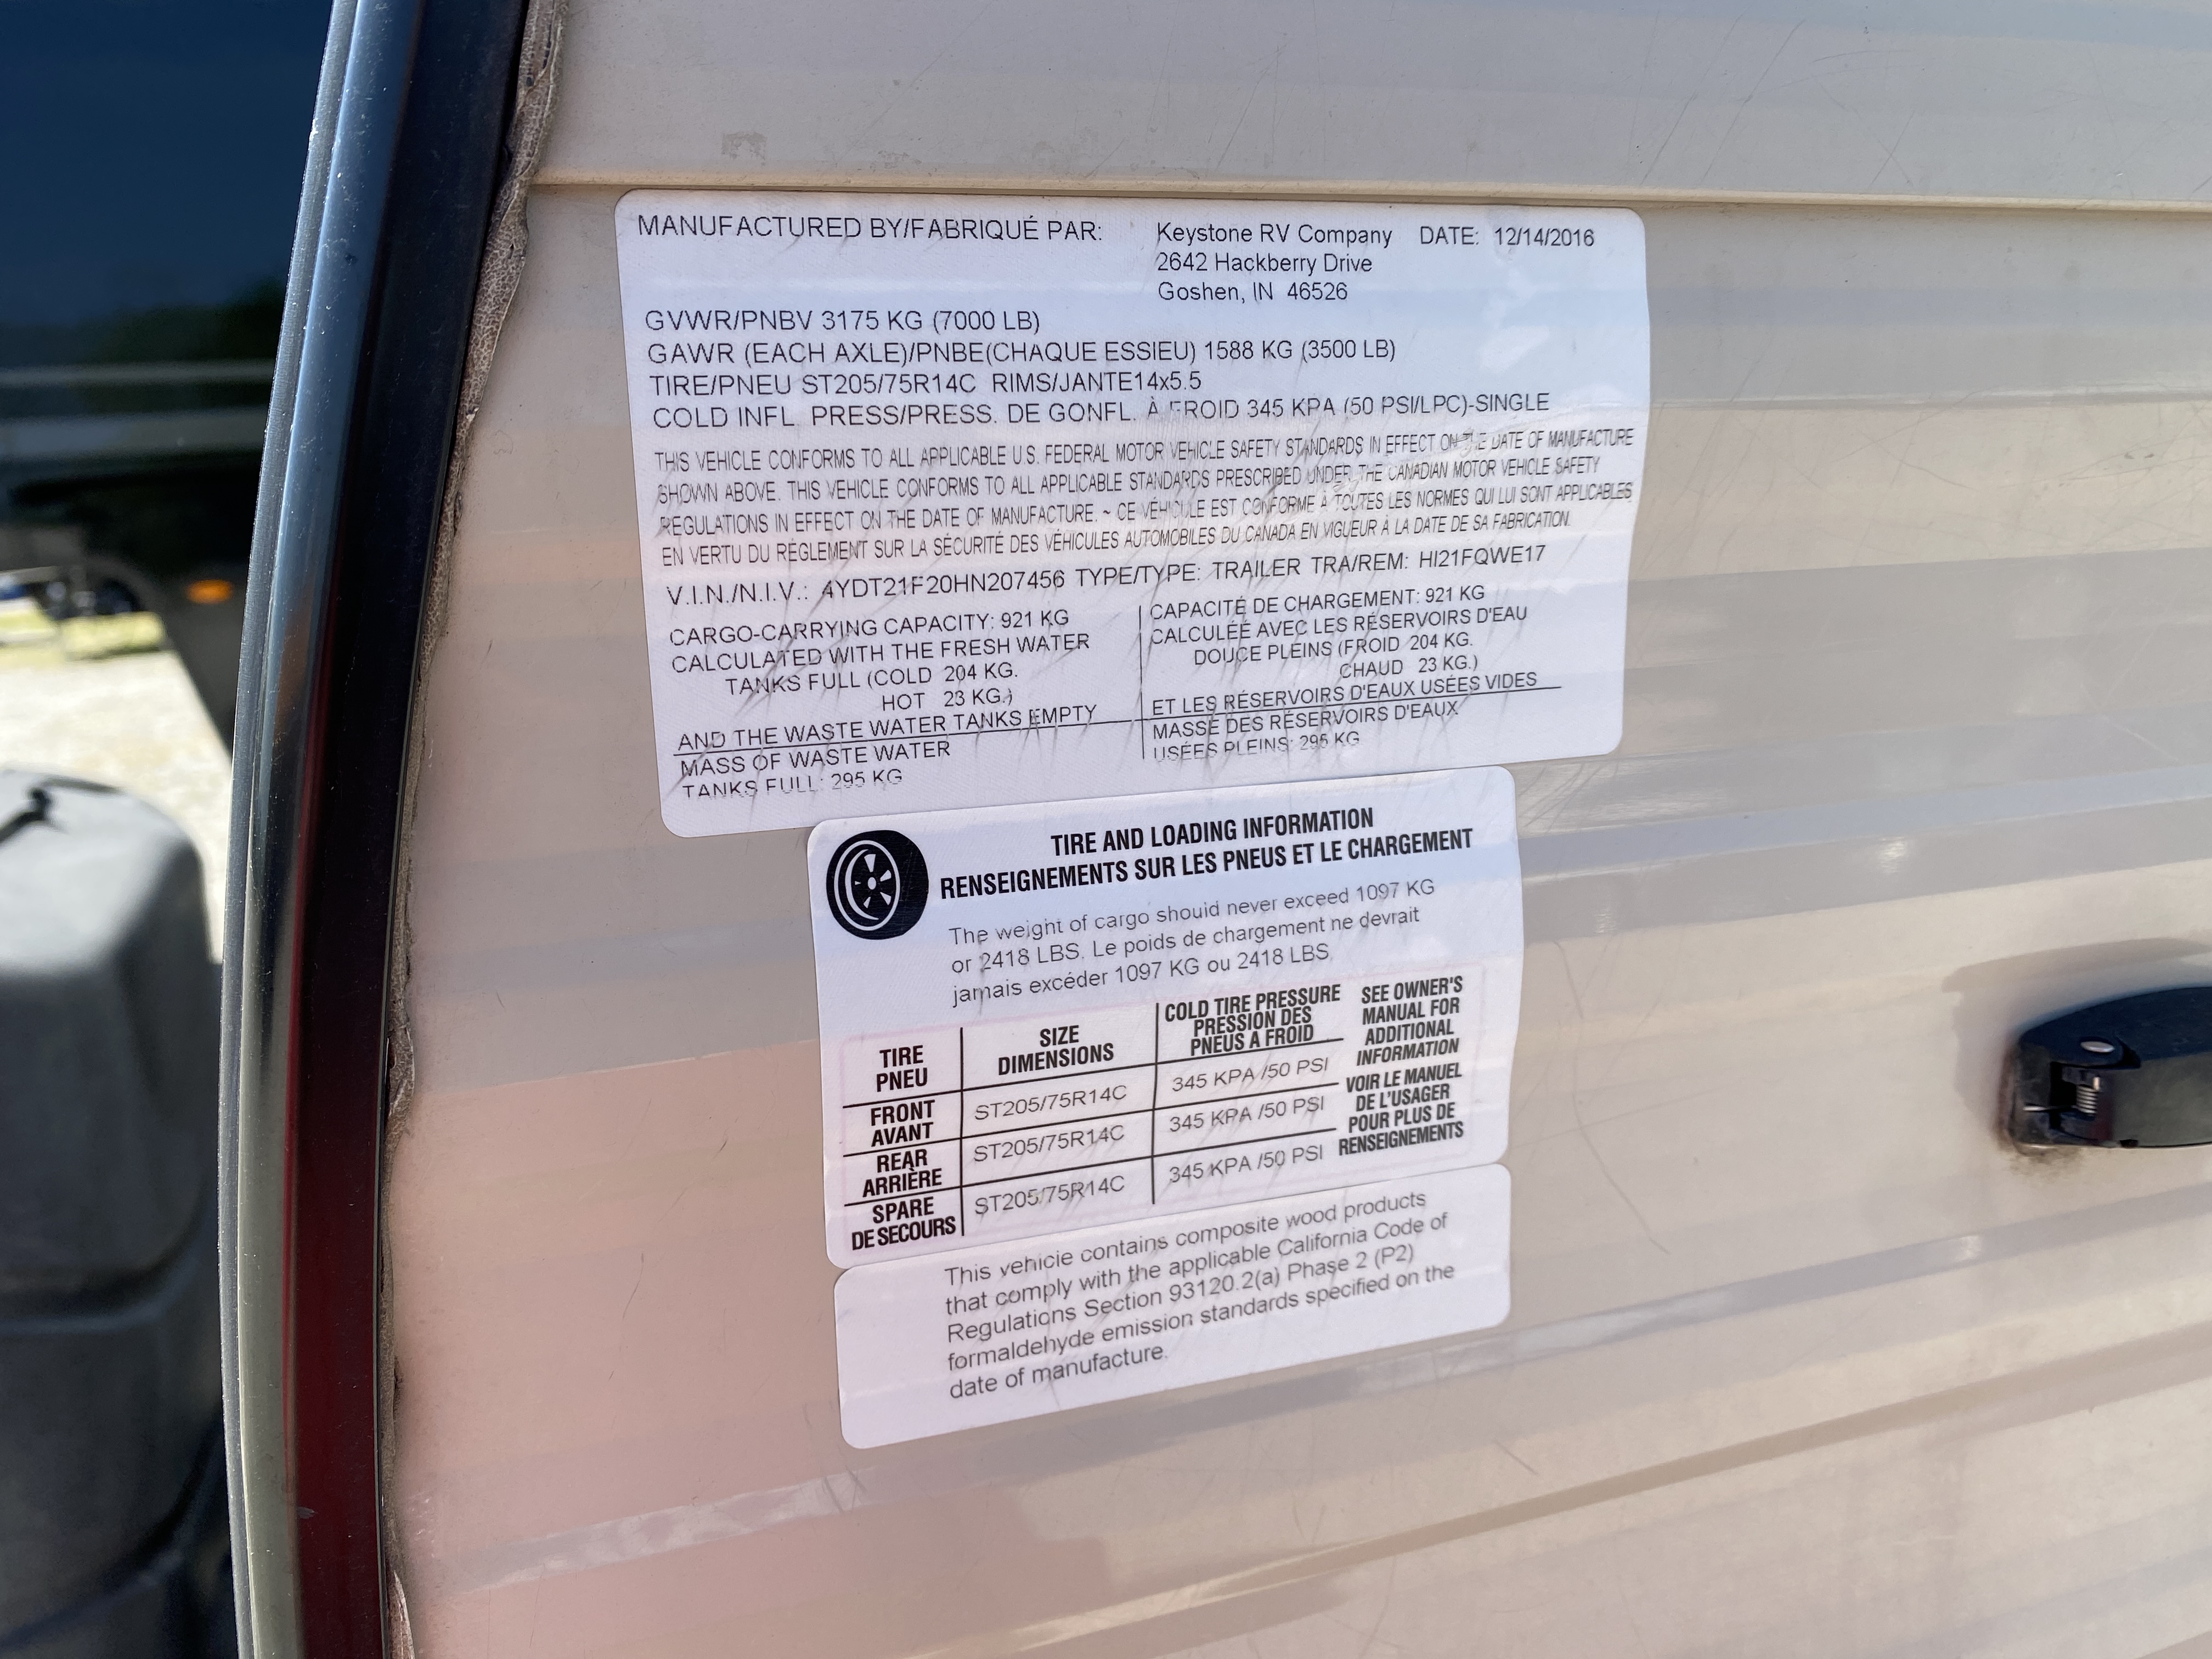 MANUFACTURED BY/FABRIQUÉ PAR: Keystone RV Company DATE: 12/14/2016
2642 Hackberry Drive
Goshen, IN 46526
GVWR/PNBV 3175 KG (7000 LB)
GAWR (EACH AXLE)/PNBE(CHAQUE ESSIEU) 1588 KG (3500 LB)
TIRE/PNEU ST205/75R14C RIMS/JANTE14x5.5
COLD INFL. PRESS/PRESS. DE GONFL. À FROID 345 KPA (50 PSI/LPC)-SINGLE
THIS VEHICLE CONFORMS TO ALL APPLICABLE U.S. FEDERAL MOTOR VEHICLE SAFETY STANDARDS IN EFFECT ON THE DATE OF MANUFACTURE
SHOWN ABOVE. THIS VEHICLE CONFORMS TO ALL APPLICABLE STANDARDS PRESCRIBED UNDER THE CANADIAN MOTOR VEHICLE SAFETY
REGULATIONS IN EFFECT ON THE DATE OF MANUFACTURE. ~ CE VÉHICULE EST CONFORME À TOUTES LES NORMES QUI LUI SONT APPLICABLES
EN VERTU DU RÉGLEMENT SUR LA SÉCURITÉ DES VÉHICULES AUTOMOBILES DU CANADA EN VIGUEUR À LA DATE DE SA FABRICATION.
V.I.N./N.I.V.: 4YDT21F20HN207456 TYPE/TYPE: TRAILER TRA/REM: HI21FQWE17
CARGO-CARRYING CAPACITY: 921 KG
CALCULATED WITH THE FRESH WATER
TANKS FULL (COLD 204 KG.
HOT 23 KG.)
AND THE WASTE WATER TANKS EMPTY
MASS OF WASTE WATER
TANKS FULL: 295 KG
CAPACITÉ DE CHARGEMENT: 921 KG
CALCULÉE AVEC LES RÉSERVOIRS D'EAU
DOUCE PLEINS (FROID 204 KG.
CHAUD 23 KG.)
ET LES RÉSERVOIRS D'EAUX USÉES VIDES
MASSE DES RÉSERVOIRS D'EAUX
USÉES PLEINS: 295 KG
TIRE AND LOADING INFORMATION
RENSEIGNEMENTS SUR LES PNEUS ET LE CHARGEMENT
The weight of cargo should never exceed 1097 KG
or 2418 LBS. Le poids de chargement ne devrait
jamais excéder 1097 KG ou 2418 LBS.
TIRE
PNEU
SIZE
DIMENSIONS
COLD TIRE PRESSURE
PRESSION DES
PNEUS A FROID
FRONT
AVANT
ST205/75R14C
345 KPA /50 PSI
REAR
ARRIÈRE
ST205/75R14C
345 KPA /50 PSI
SPARE
DE SECOURS
ST205/75R14C
345 KPA /50 PSI
SEE OWNER'S
MANUAL FOR
ADDITIONAL
INFORMATION
VOIR LE MANUEL
DE L'USAGER
POUR PLUS DE
RENSEIGNEMENTS
This vehicle contains composite wood products
that comply with the applicable California Code of
Regulations Section 93120.2(a) Phase 2 (P2)
formaldehyde emission standards specified on the
date of manufacture.